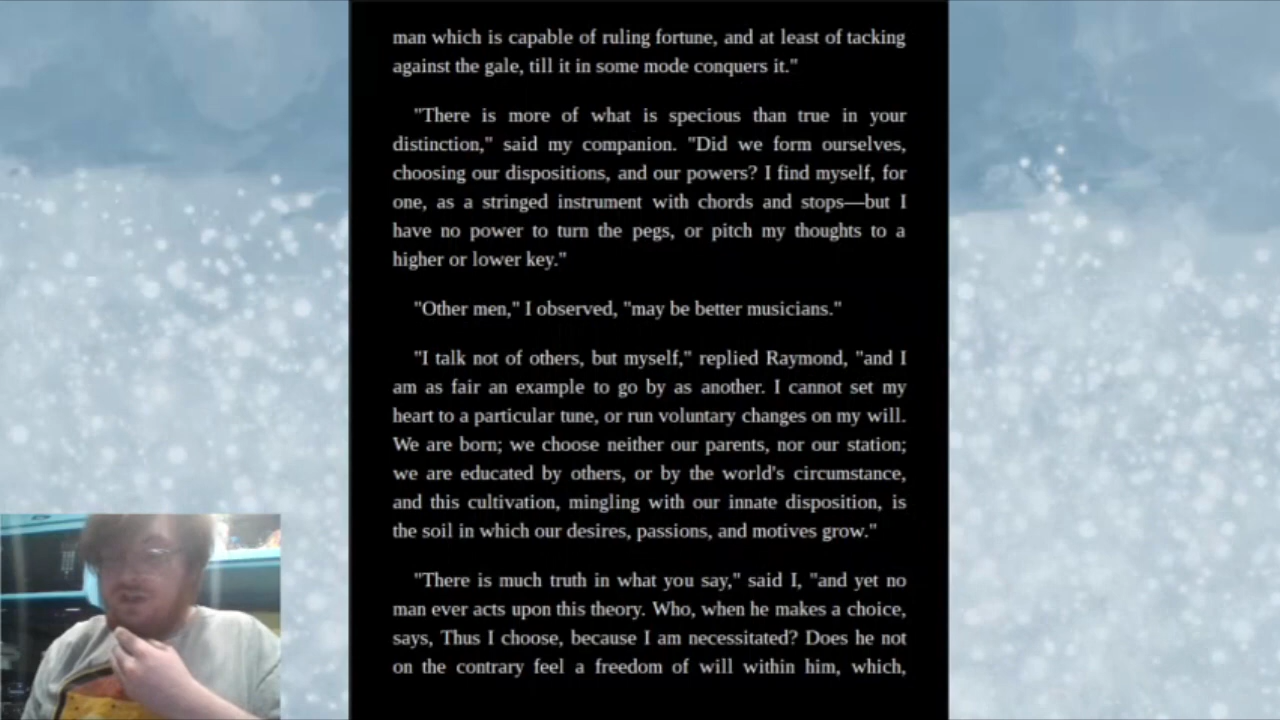 man which is capable of ruling fortune, and at least of tacking
against the gale, till it in some mode conquers it."
"There is more of what is specious than true in your
distinction," said my companion. "Did we form ourselves,
choosing our dispositions, and our powers? I find myself, for
one, as a stringed instrument with chords and stops—but I
have no power to turn the pegs, or pitch my thoughts to a
higher or lower key."
"Other men," I observed, "may be better musicians."
"I talk not of others, but myself," replied Raymond, "and I
am as fair an example to go by as another. I cannot set my
heart to a particular tune, or run voluntary changes on my will.
We are born; we choose neither our parents, nor our station;
we are educated by others, or by the world's circumstance,
and this cultivation, mingling with our innate disposition, is
the soil in which our desires, passions, and motives grow."
"There is much truth in what you say," said I, "and yet no
man ever acts upon this theory. Who, when he makes a choice,
says, Thus I choose, because I am necessitated? Does he not
on the contrary feel a freedom of will within him, which,